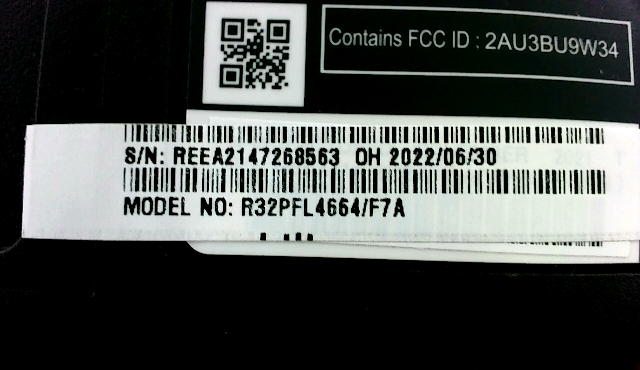 Contains FCC ID : 2AU3BU9W34
S/N: REEA2147268563 OH 2022/06/30
MODEL NO: R32PFL4664/F7A